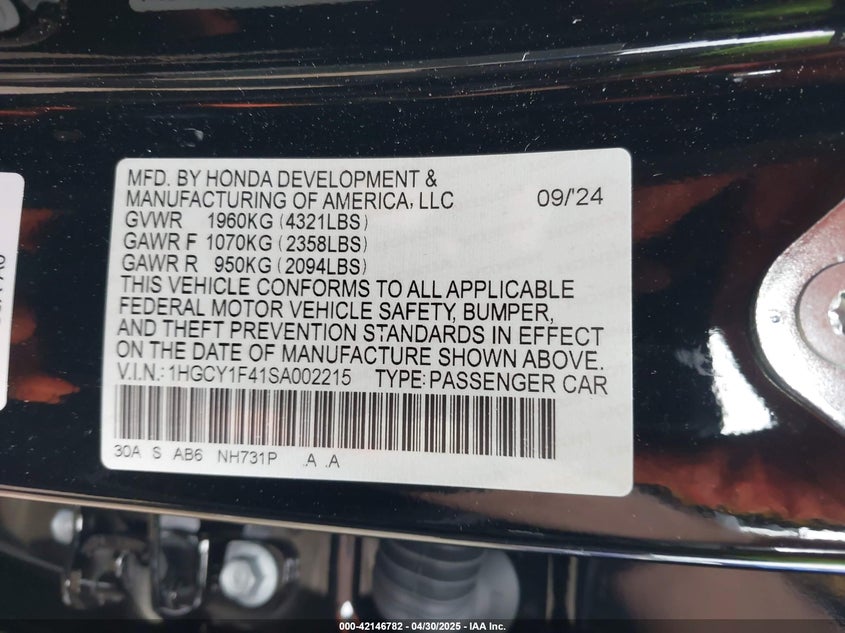 MFD. BY HONDA DEVELOPMENT &
MANUFACTURING OF AMERICA, LLC 09/'24
GVWR 1960KG (4321LBS)
GAWR F 1070KG (2358LBS)
GAWR R 950KG (2094LBS)
THIS VEHICLE CONFORMS TO ALL APPLICABLE
FEDERAL MOTOR VEHICLE SAFETY, BUMPER,
AND THEFT PREVENTION STANDARDS IN EFFECT
ON THE DATE OF MANUFACTURE SHOWN ABOVE.
V.I.N.: 1HGCY1F41SA002215 TYPE: PASSENGER CAR
30A S AB6 NH731P .A .A
000-42146782 - 04/30/2025 - IAA Inc.